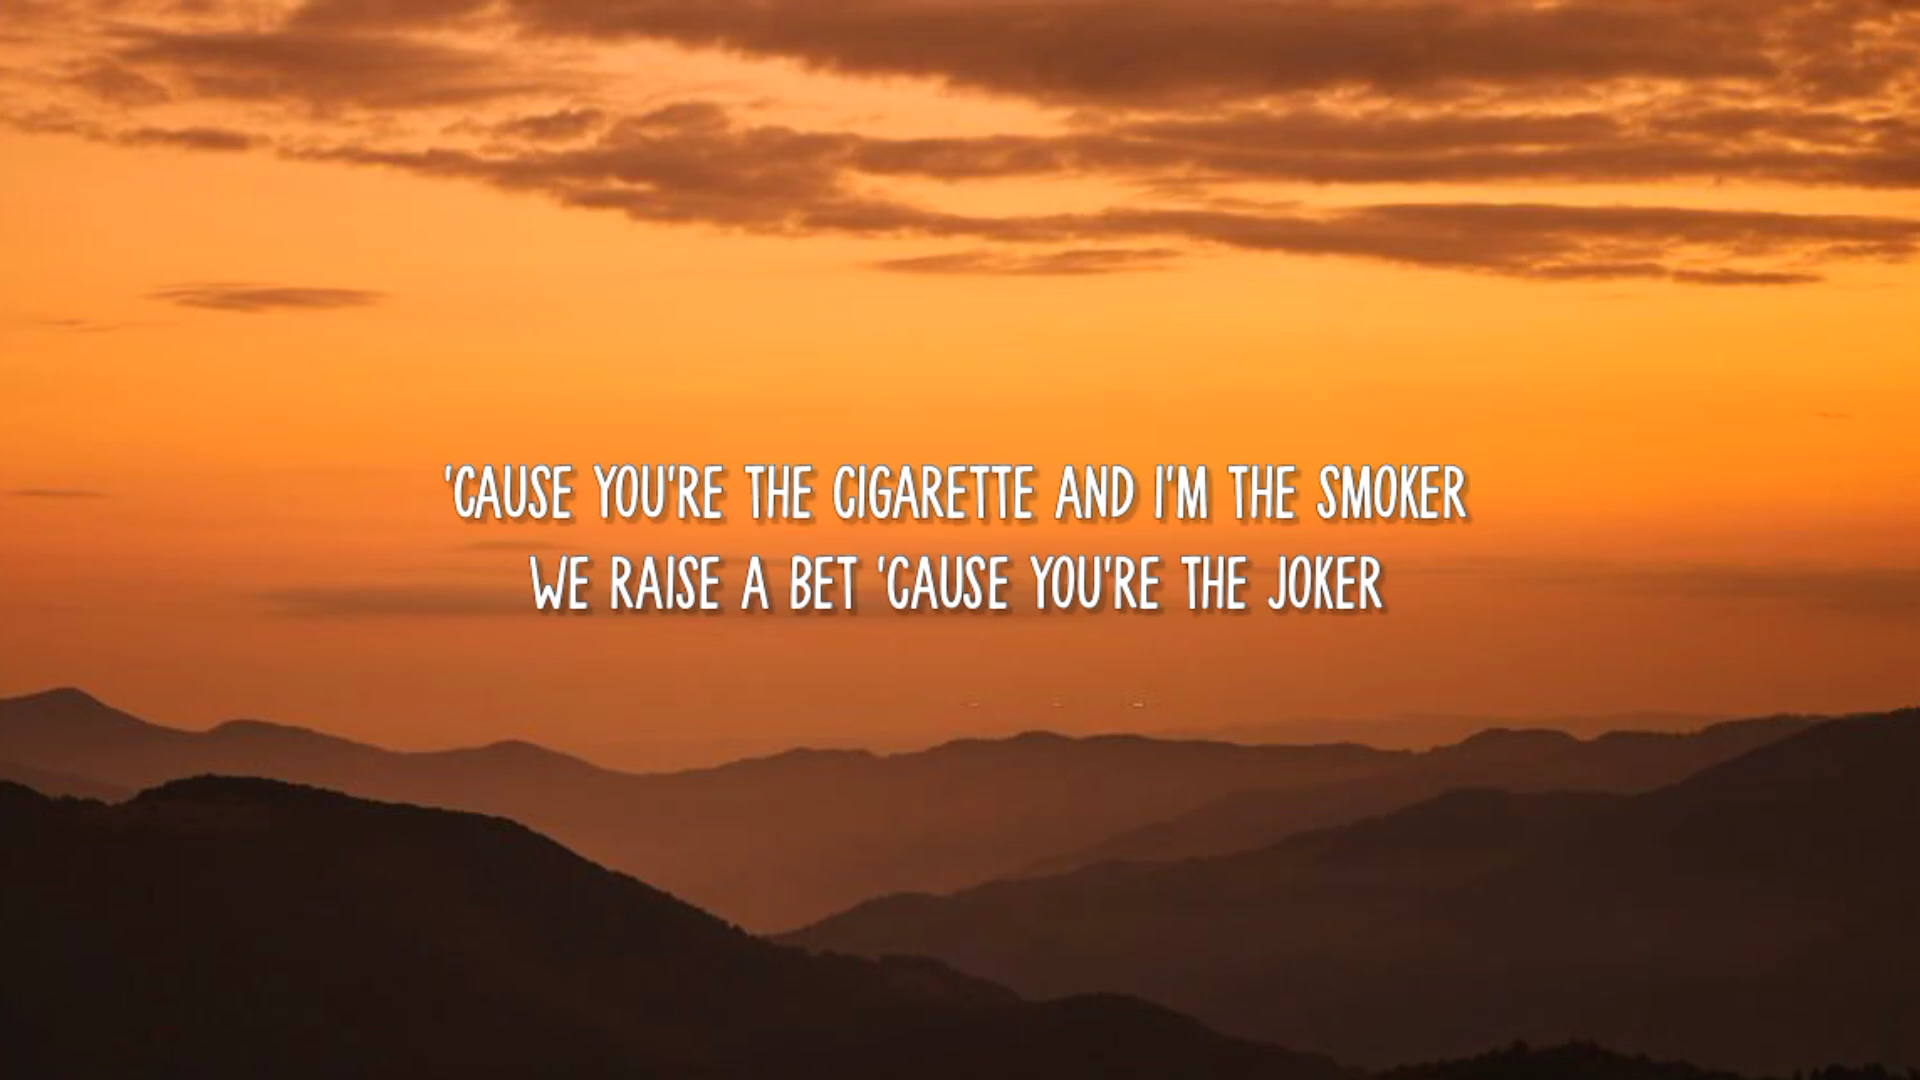 'CAUSE YOU'RE THE CIGARETTE AND I'M THE SMOKER
WE RAISE A BET 'CAUSE YOU'RE THE JOKER